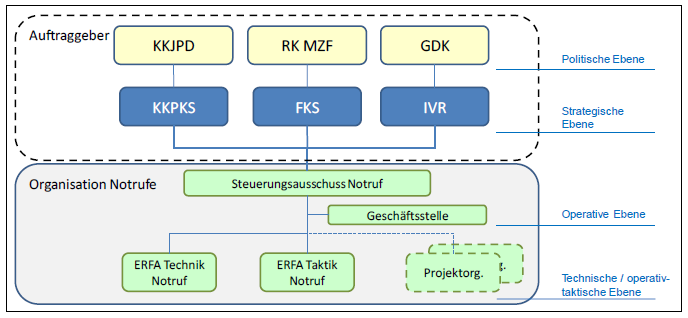 Auftraggeber
KKJPD
RK MZF
GDK
Politische Ebene
KKPKS
FKS
IVR
Strategische
Ebene
Organisation Notrufe
Steuerungsausschuss Notruf
Geschäftsstelle
Operative Ebene
ERFA Technik
Notruf
ERFA Taktik
Notruf
Projektorg.
g.
Technische / operativ-
taktische Ebene